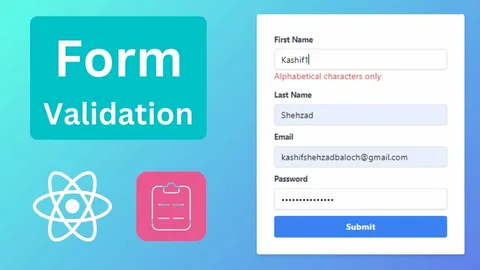 Form
Validation
First Name
Kashif1
Alphabetical characters only
Last Name
Shehzad
Email
kashifshehzadbaloch@gmail.com
Password
•••••••••••••••
Submit